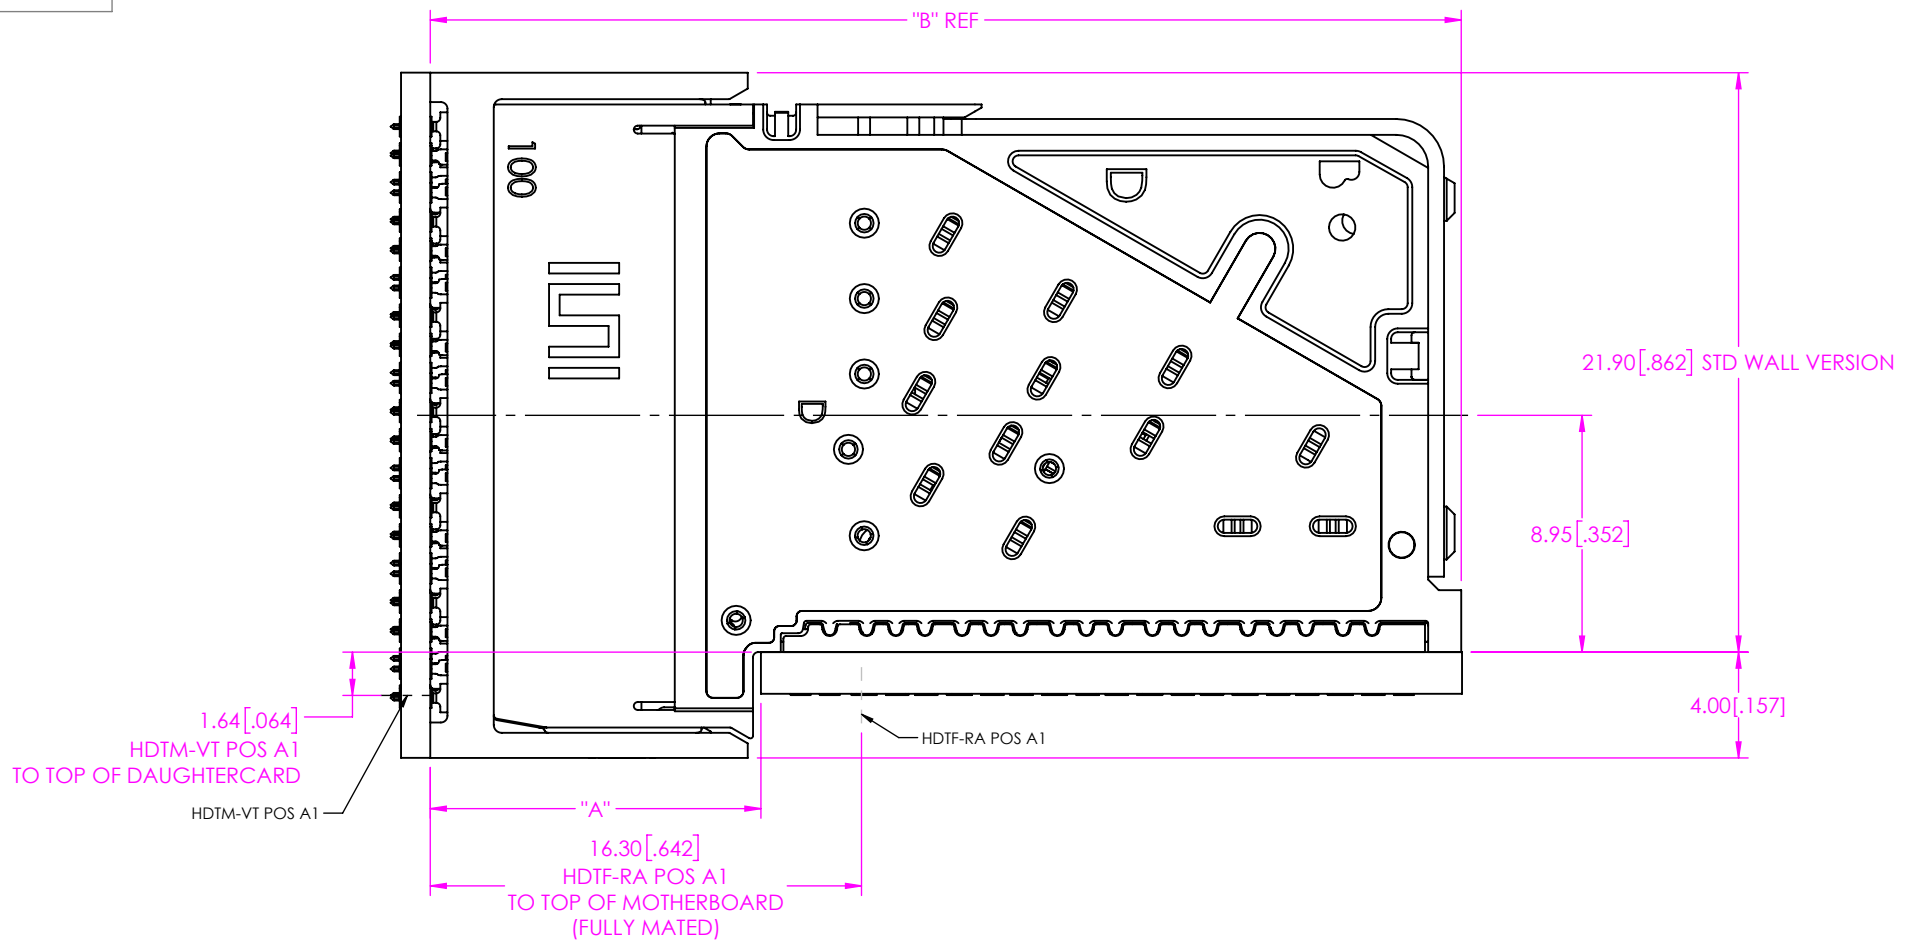 "B" REF
100
21.90[.862] STD WALL VERSION
8.95[.352]
4.00[.157]
1.64[.064]
HDTM-VT POS A1
TO TOP OF DAUGHTERCARD
HDTM-VT POS A1
HDTF-RA POS A1
"A"
16.30[.642]
HDTF-RA POS A1
TO TOP OF MOTHERBOARD
(FULLY MATED)